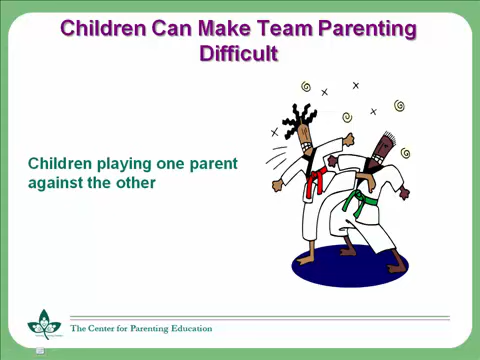 Children Can Make Team Parenting
Difficult
Children playing one parent
against the other
The Center for Parenting Education